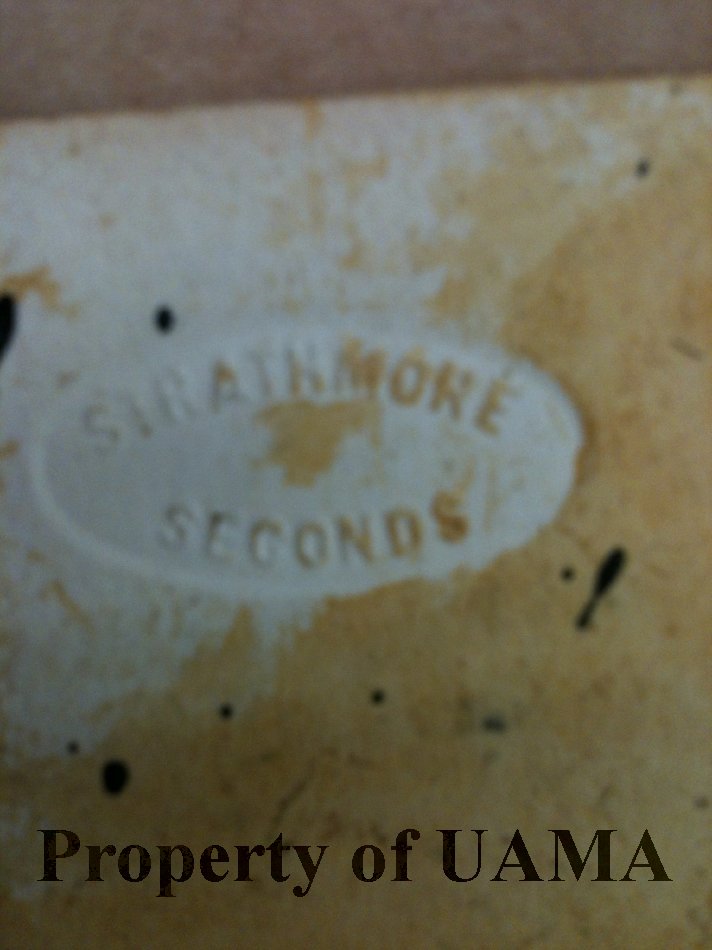 STRATHMORE
SECONDS
Property of UAMA